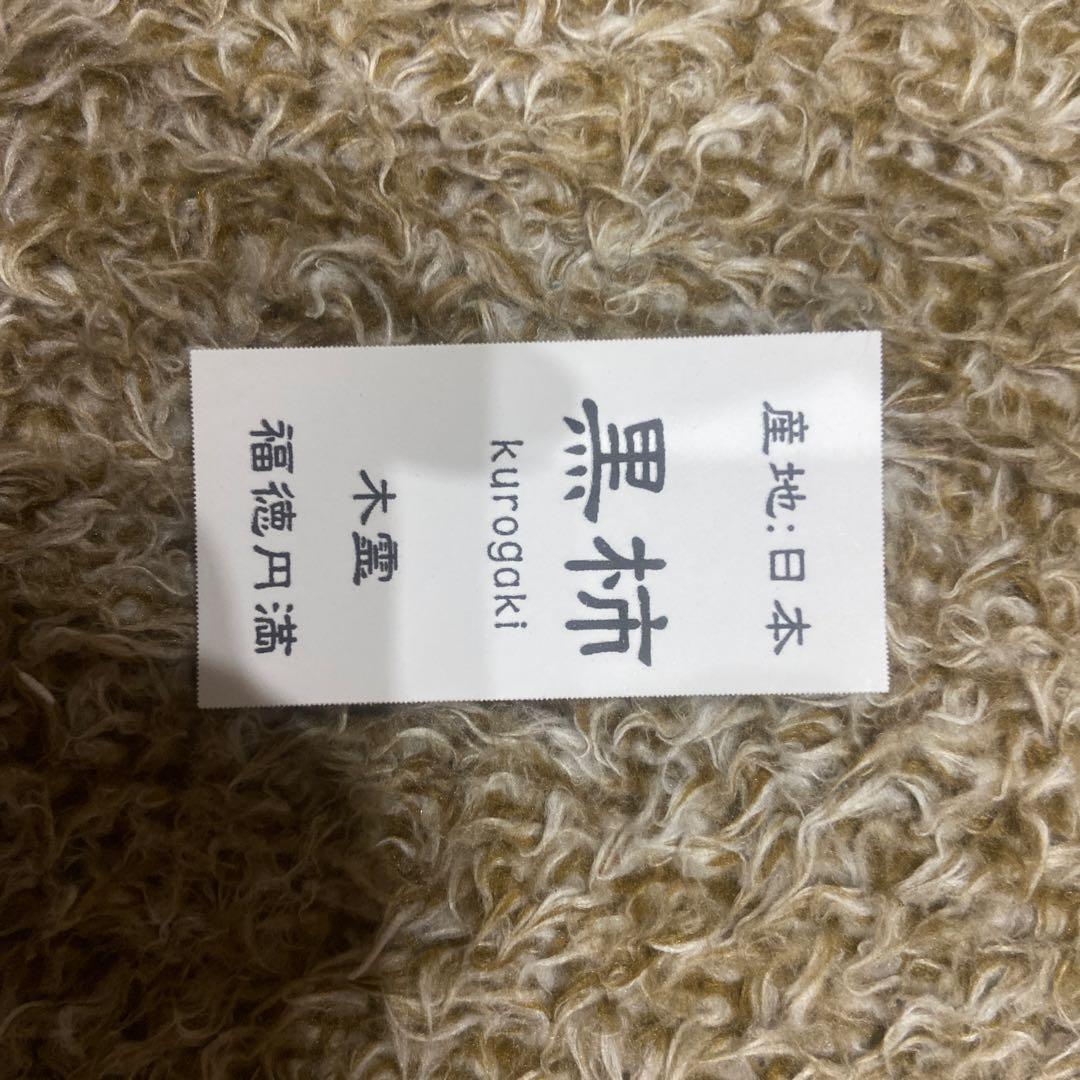 産地:日本
黒柿
kurogaki
木霊
福徳円満